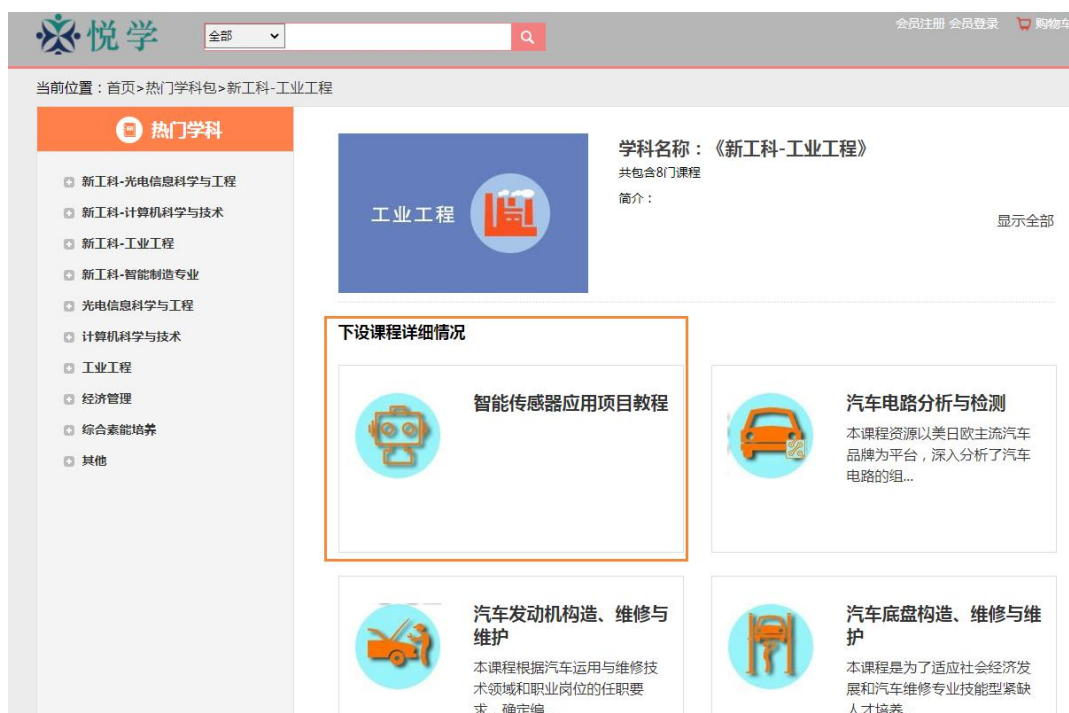 悦学
全部
会员注册 会员登录 购物车
当前位置：首页>热门学科包>新工科-工业工程
热门学科
新工科-光电信息科学与工程
新工科-计算机科学与技术
新工科-工业工程
新工科-智能制造专业
光电信息科学与工程
计算机科学与技术
工业工程
经济管理
综合素能培养
其他
工业工程
学科名称：《新工科-工业工程》
共包含8门课程
简介：
显示全部
下设课程详细情况
智能传感器应用项目教程
汽车电路分析与检测
本课程资源以美日欧主流汽车
品牌为平台，深入分析了汽车
电路的组...
汽车发动机构造、维修与
维护
本课程根据汽车运用与维修技
术领域和职业岗位的任职要
求，确定编
汽车底盘构造、维修与维
护
本课程是为了适应社会经济发
展和汽车维修专业技能型紧缺
人才培养